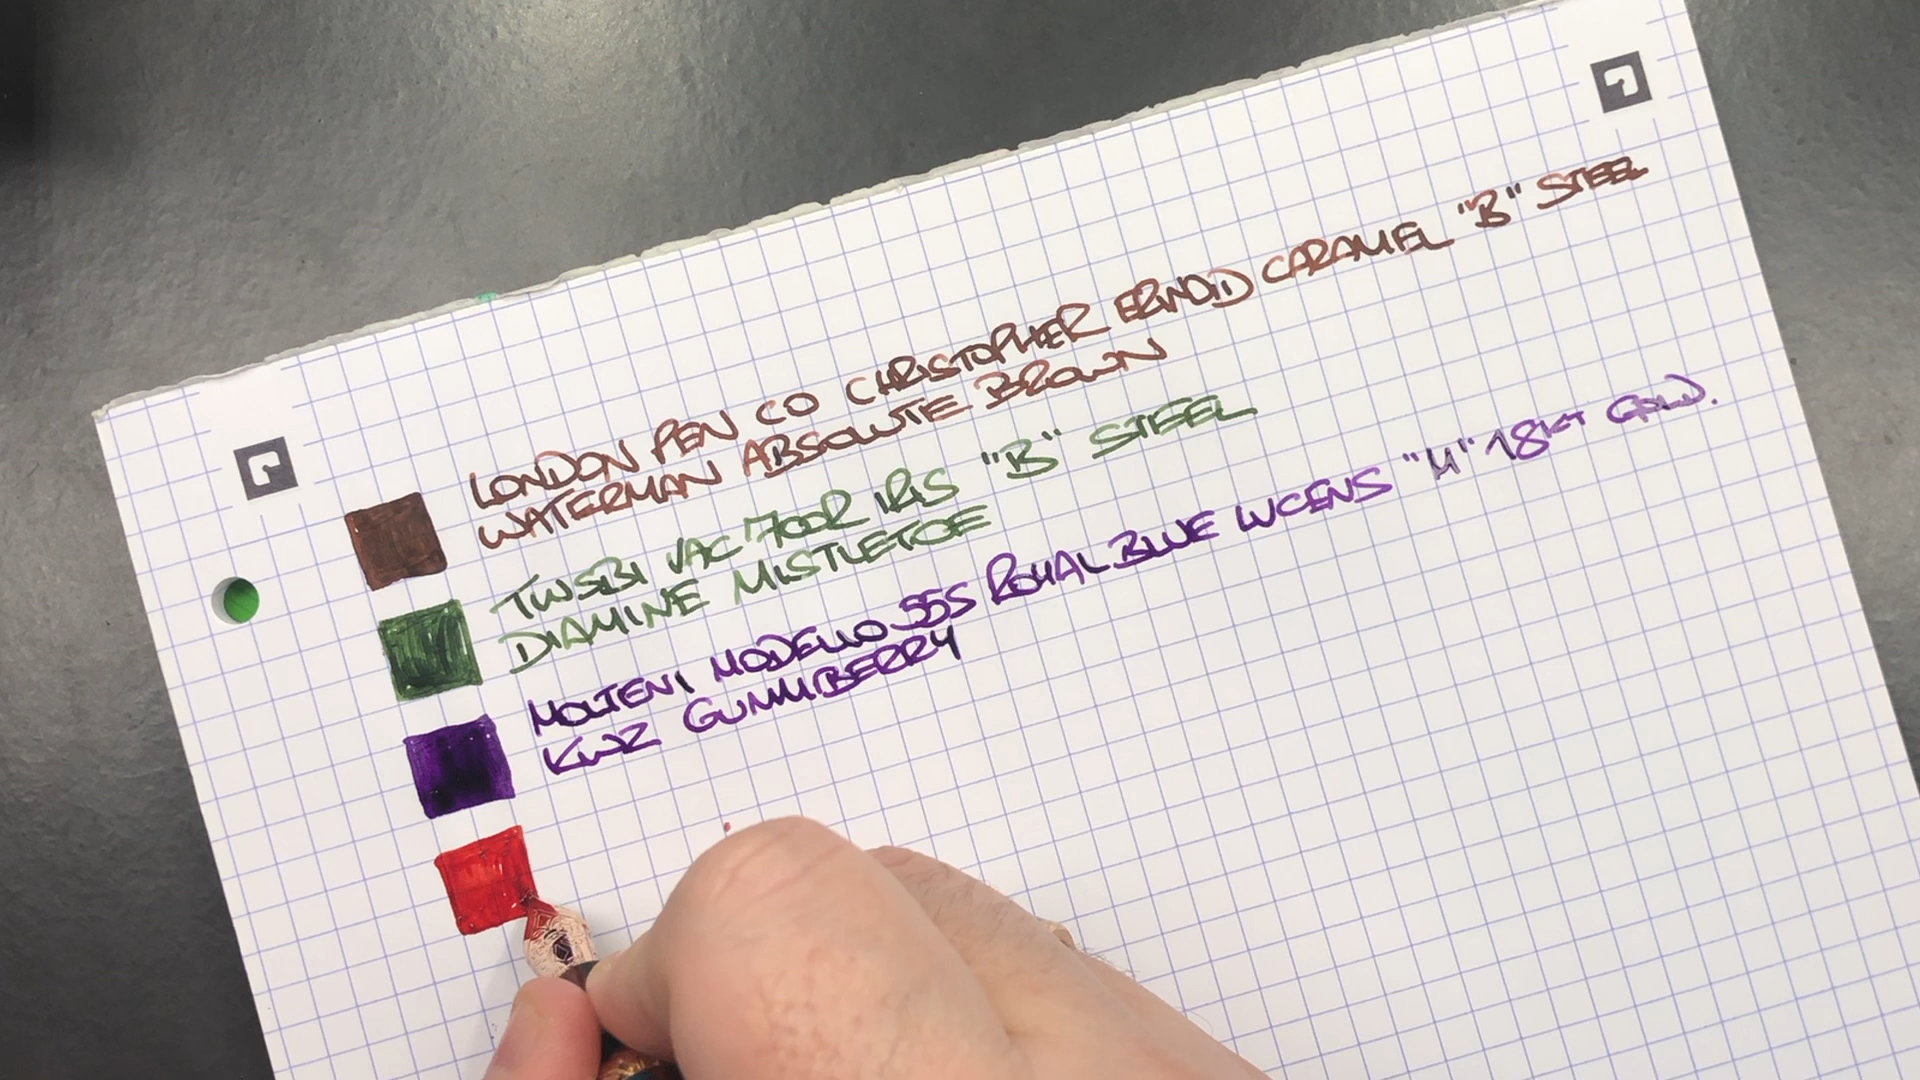 LONDON PEN CO CHRISTOPHER ERINDID CARAMEL "B" STEEL
WATERMAN ABSOLUTE BROWN
TWSBI VAC 700R IRIS "B" STEEL
DIAMINE MISTLETOE
MOLTENI MODELLO 55S ROYAL BLUE LUCENS "M" 18KT GOLD.
KWZ GUMMIBERRY